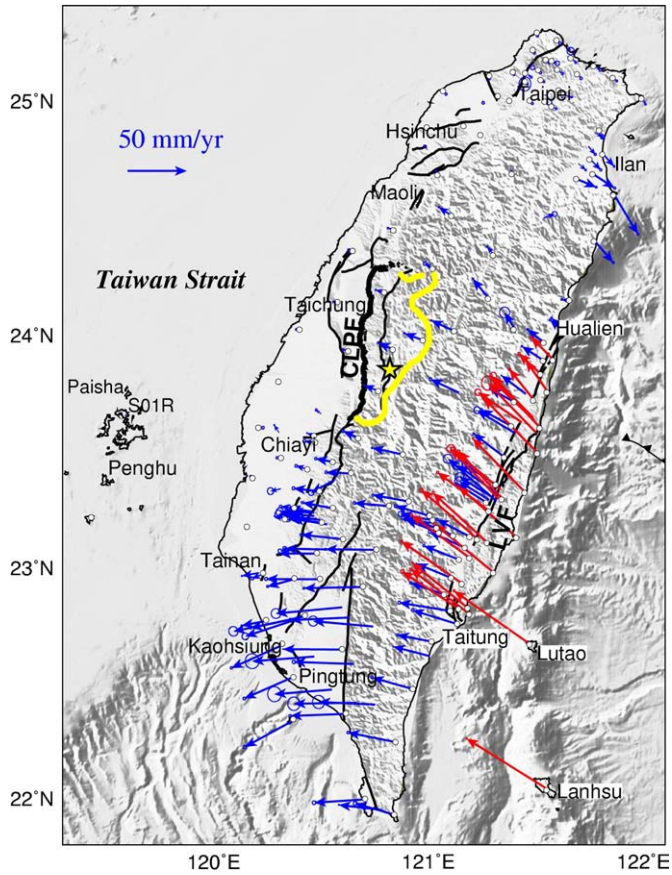 25°N
Taipei
Hsinchu
50 mm/yr
Ilan
Maoli
Taiwan Strait
Taichung
24°N
CLPF
Hualien
Paisha
S01R
Chiayi
Penghu
LVF
23°N
Tainan
Kaohsiung
Taitung
Lutao
Pingtung
22°N
Lanhsu
120°E
121°E
122°E